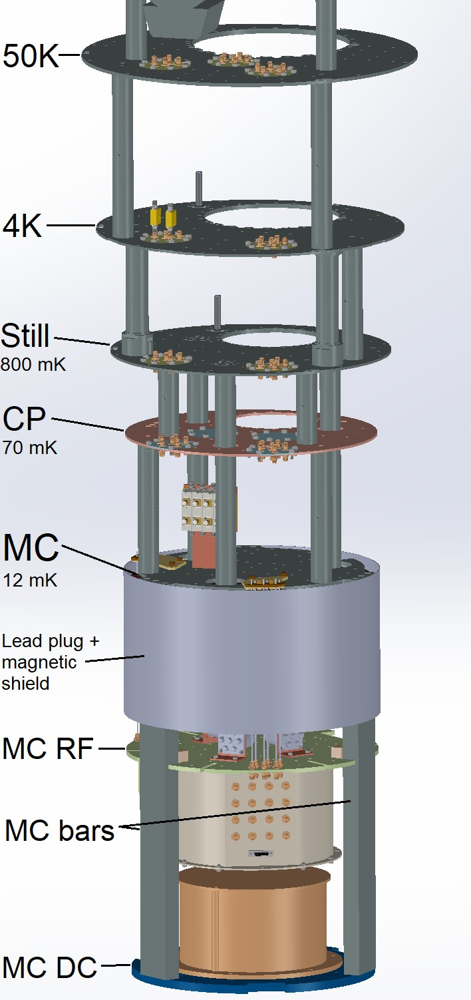 50K
4K
Still
800 mK
CP
70 mK
MC
12 mK
Lead plug +
magnetic
shield
MC RF
MC bars
MC DC